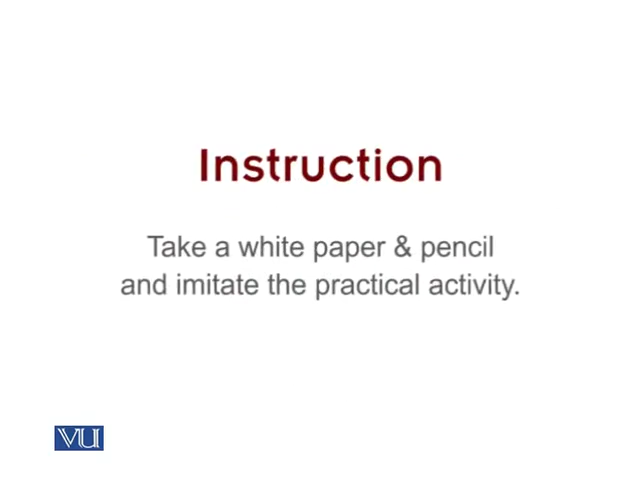 Instruction
Take a white paper & pencil
and imitate the practical activity.
VU